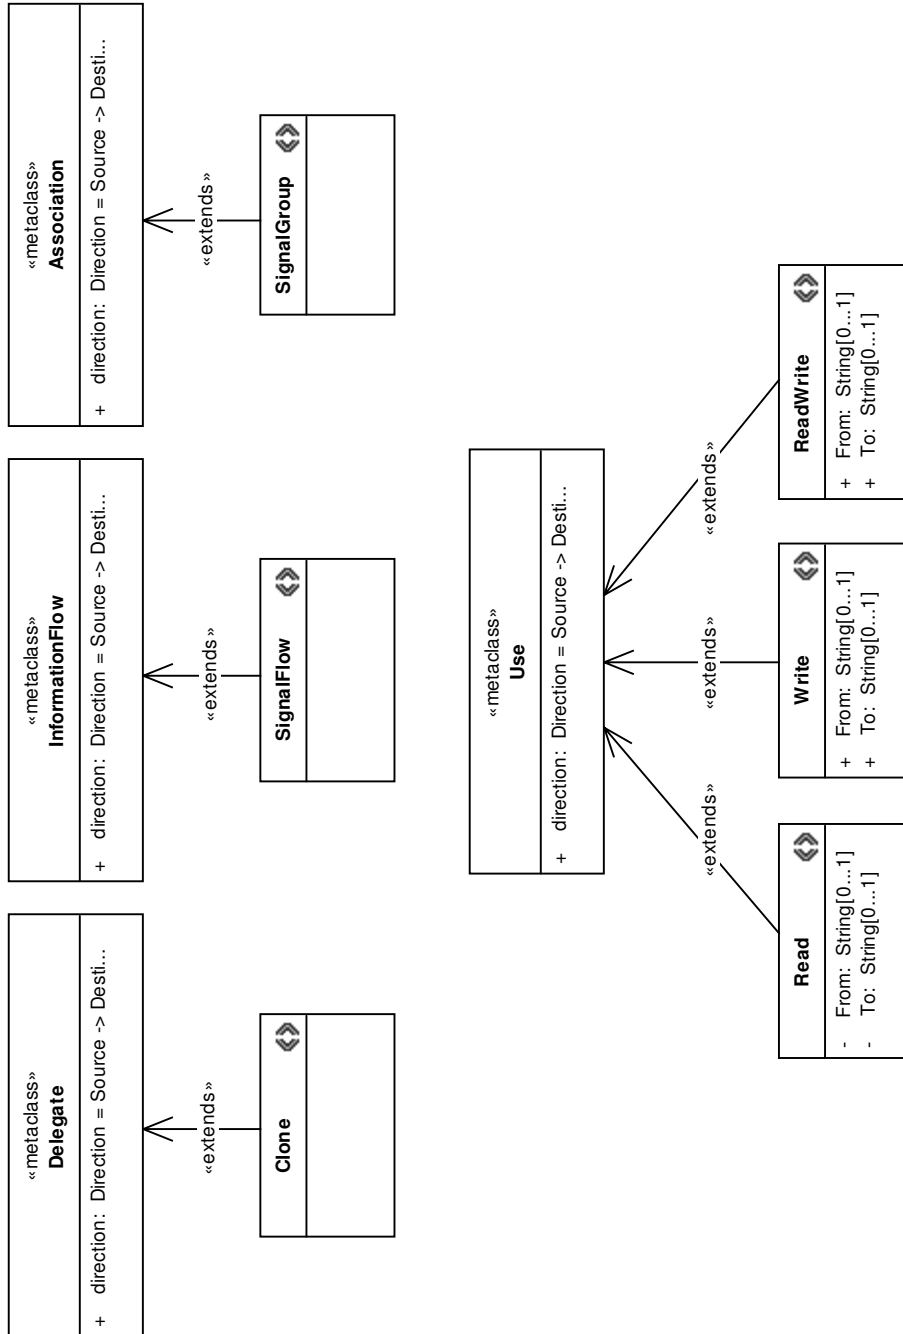 «metaclass»
Delegate
+ direction: Direction = Source -> Desti...
«metaclass»
InformationFlow
+ direction: Direction = Source -> Desti...
«metaclass»
Association
+ direction: Direction = Source -> Desti...
«extends»
«extends»
«extends»
Clone
SignalFlow
SignalGroup
«metaclass»
Use
+ direction: Direction = Source -> Desti...
«extends»
«extends»
«extends»
Read
- From: String[0...1]
- To: String[0...1]
Write
+ From: String[0...1]
+ To: String[0...1]
ReadWrite
+ From: String[0...1]
+ To: String[0...1]